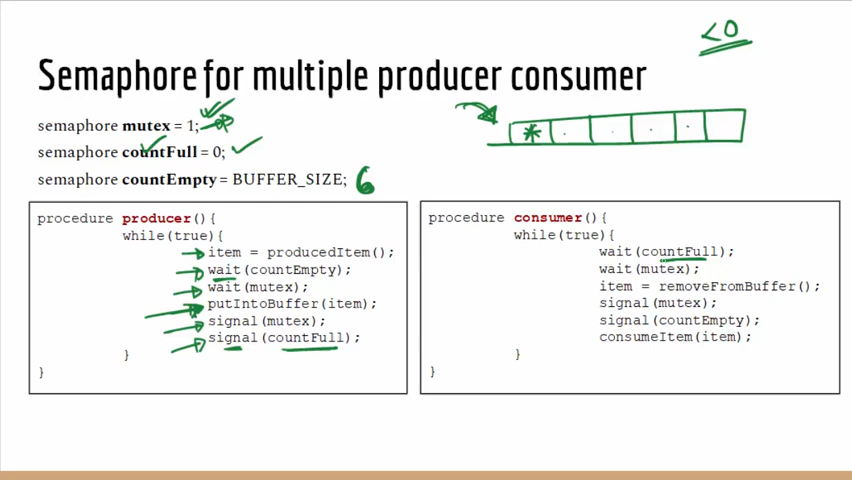 <0
Semaphore for multiple producer consumer
semaphore mutex = 1;
semaphore countFull = 0;
semaphore countEmpty = BUFFER_SIZE; 6
*
procedure producer(){
while(true){
item = producedItem();
wait(countEmpty);
wait(mutex);
putIntoBuffer(item);
signal(mutex);
signal(countFull);
}
}
procedure consumer(){
while(true){
wait(countFull);
wait(mutex);
item = removeFromBuffer();
signal(mutex);
signal(countEmpty);
consumeItem(item);
}
}